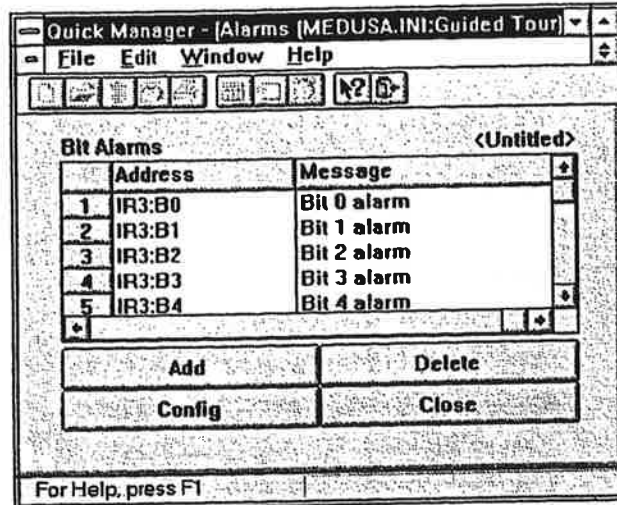 Quick Manager - [Alarms (MEDUSA.INI:Guided Tour)
File Edit Window Help
Bit Alarms <Untitled>
Address Message
1 IR3:B0 Bit 0 alarm
2 IR3:B1 Bit 1 alarm
3 IR3:B2 Bit 2 alarm
4 IR3:B3 Bit 3 alarm
5 IR3:B4 Bit 4 alarm
Add Delete
Config Close
For Help, press F1